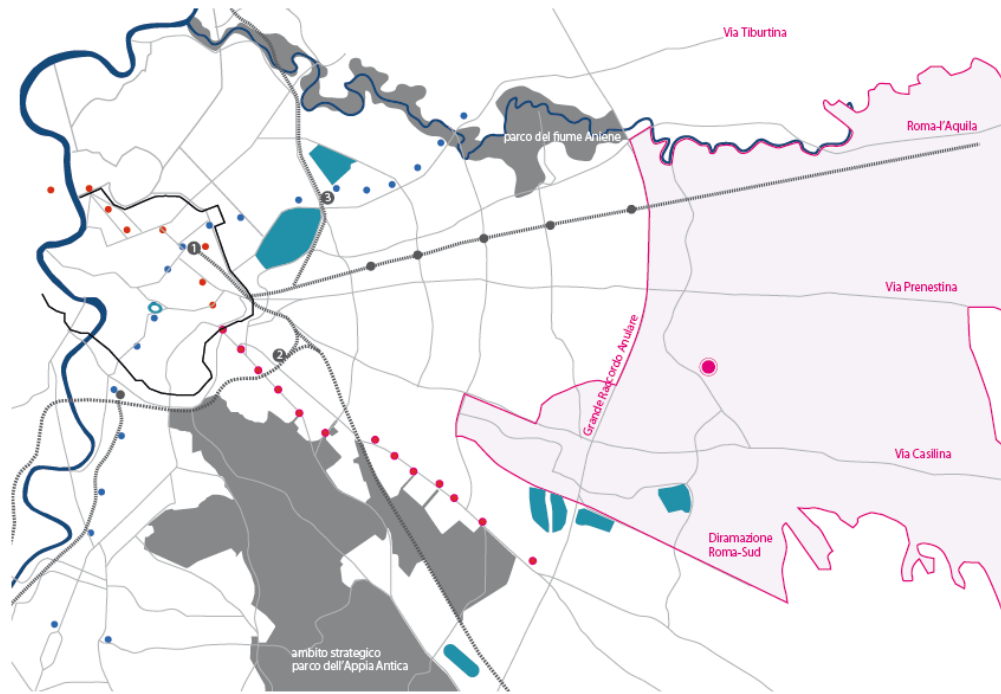 Via Tiburtina
Roma-l'Aquila
parco del fiume Aniene
3
1
Via Prenestina
2
Grande Raccordo Anulare
Via Casilina
Diramazione
Roma-Sud
ambito strategico
parco dell'Appia Antica